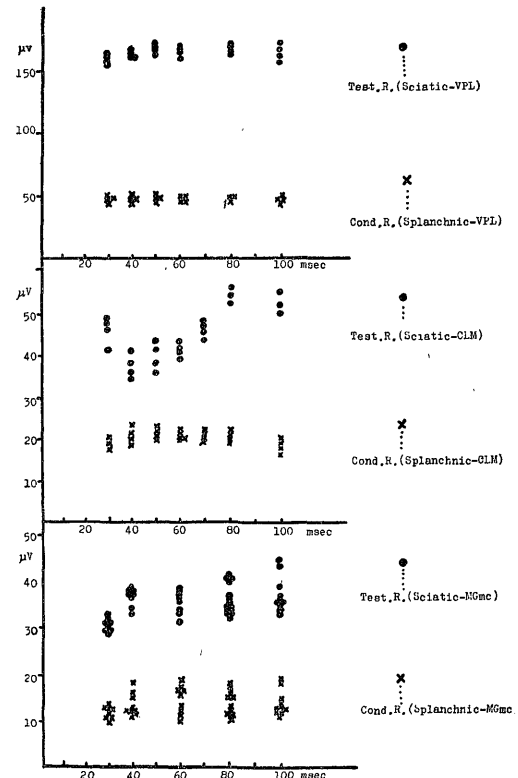 μv
150
Test.R.(Sciatic-VPL)
100
50
Cond.R.(Splanchnic-VPL)
20 40 60 80 100 msec
μV
50
Test.R.(Sciatic-CLM)
40
30
20
Cond.R.(Splanchnic-CLM)
10
20 40 60 80 100 msec
50
μV
40
Test.R.(Sciatic-MGmc)
30
20
Cond.R.(Splanchnic-MGmc
10
20 40 60 80 100 msec